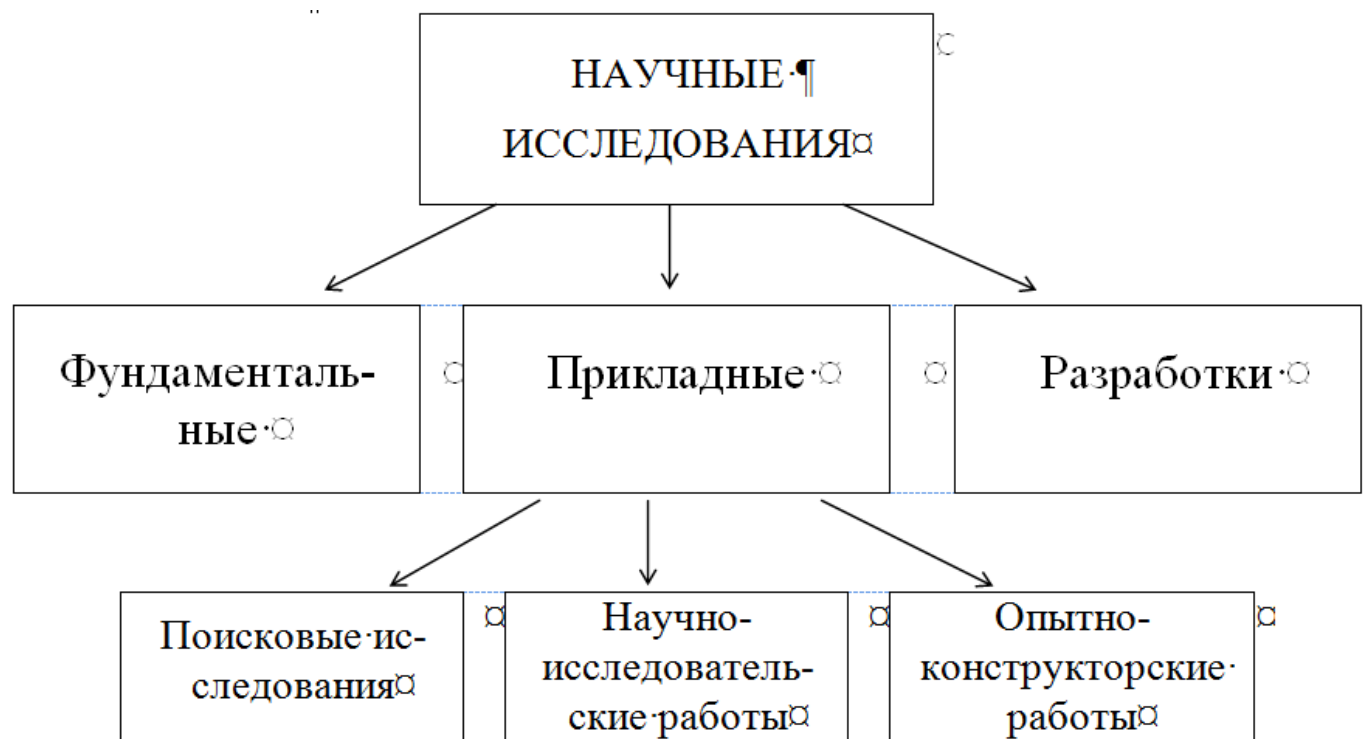 НАУЧНЫЕ·¶
ИССЛЕДОВАНИЯ¤
Фундаменталь-
ные·¤
Прикладные·¤
Разработки·¤
Поисковые·ис-
следования¤
Научно-
исследователь-
ские·работы¤
Опытно-
конструкторские·
работы¤